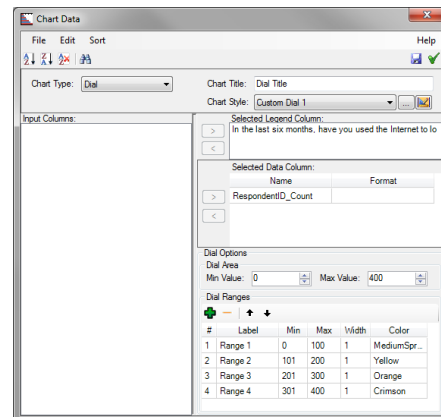 Chart Data
File Edit Sort Help
Chart Type: Dial Chart Title: Dial Title
Chart Style: Custom Dial 1 ...
Input Columns: Selected Legend Column:
> In the last six months, have you used the Internet to lo
<
Selected Data Column:
Name Format
> RespondentID_Count
<
Dial Options
Dial Area
Min Value: 0 Max Value: 400
Dial Ranges
# Label Min Max Width Color
1 Range 1 0 100 1 MediumSpr...
2 Range 2 101 200 1 Yellow
3 Range 3 201 300 1 Orange
4 Range 4 301 400 1 Crimson